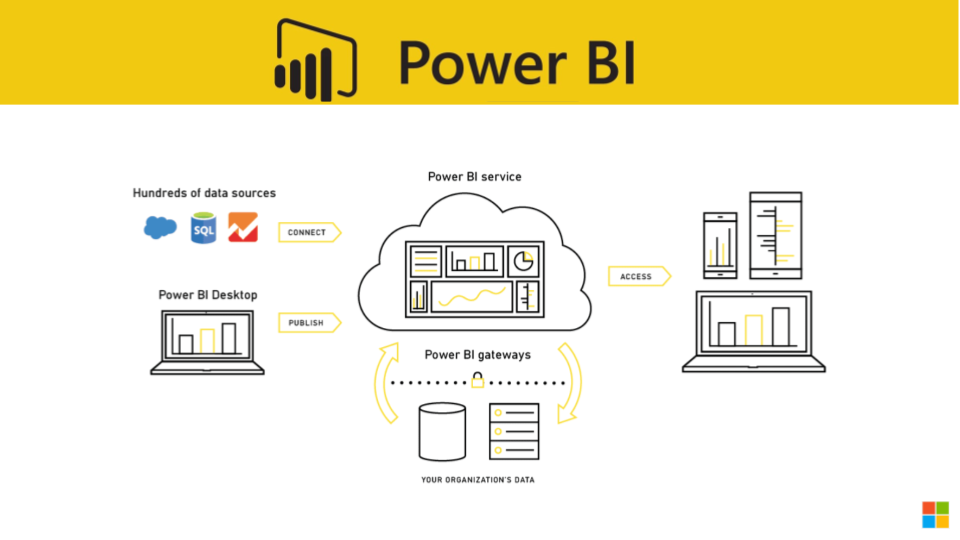 Power BI
Power BI service
Hundreds of data sources
SQL
CONNECT
ACCESS
Power BI Desktop
PUBLISH
Power BI gateways
YOUR ORGANIZATION'S DATA